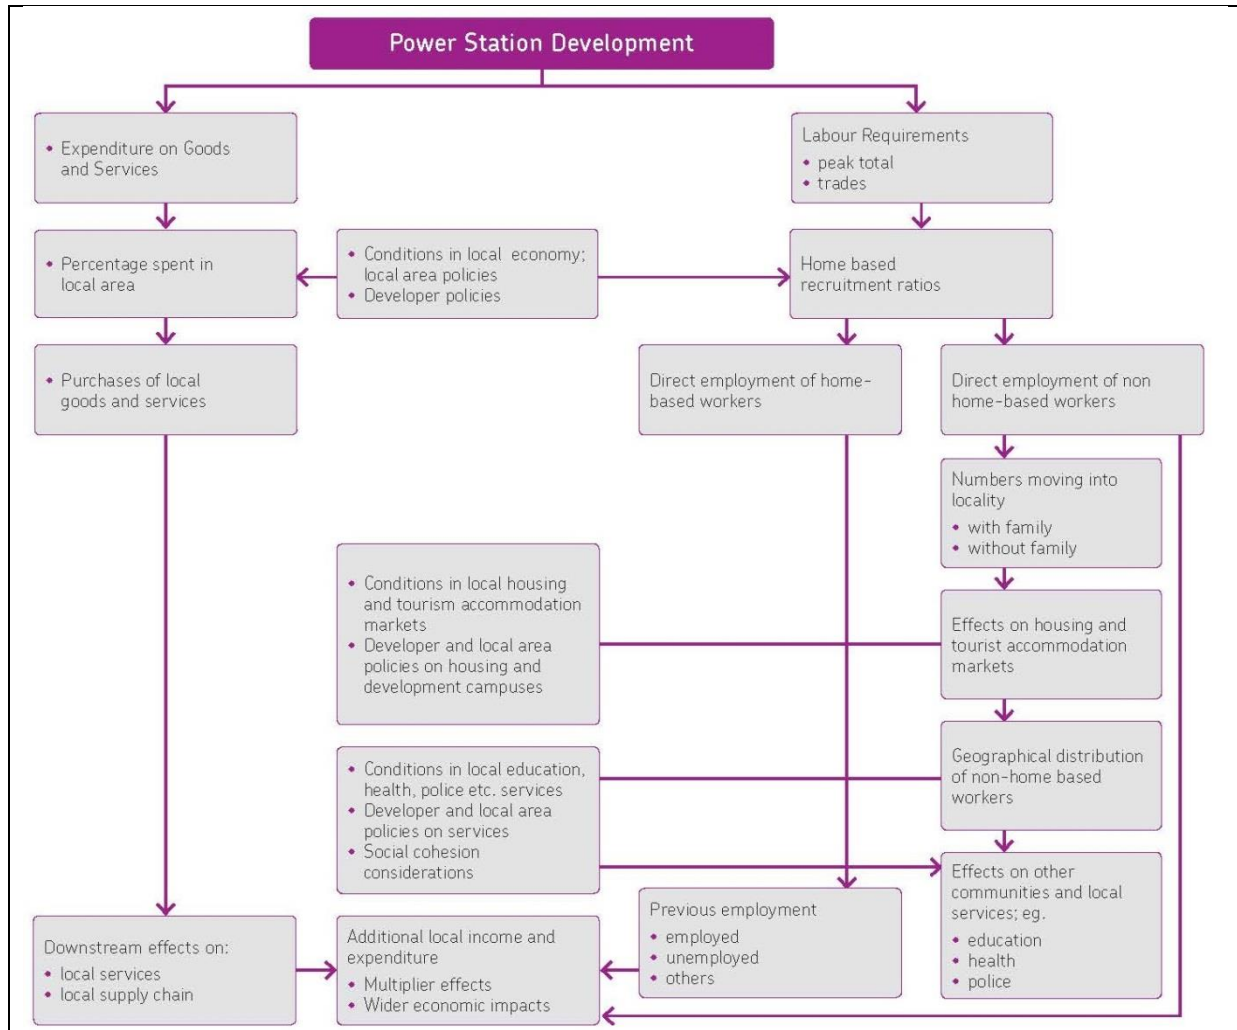 Power Station Development
• Expenditure on Goods
and Services
Labour Requirements
• peak total
• trades
• Percentage spent in
local area
• Conditions in local economy;
local area policies
• Developer policies
Home based
recruitment ratios
• Purchases of local
goods and services
Direct employment of home-
based workers
Direct employment of non
home-based workers
Numbers moving into
locality
• with family
• without family
• Conditions in local housing
and tourism accommodation
markets
• Developer and local area
policies on housing and
development campuses
Effects on housing and
tourist accommodation
markets
• Conditions in local education,
health, police etc. services
• Developer and local area
policies on services
• Social cohesion
considerations
Geographical distribution
of non-home based
workers
Effects on other
communities and local
services; eg.
• education
• health
• police
Downstream effects on:
• local services
• local supply chain
Additional local income and
expenditure
• Multiplier effects
• Wider economic impacts
Previous employment
• employed
• unemployed
• others